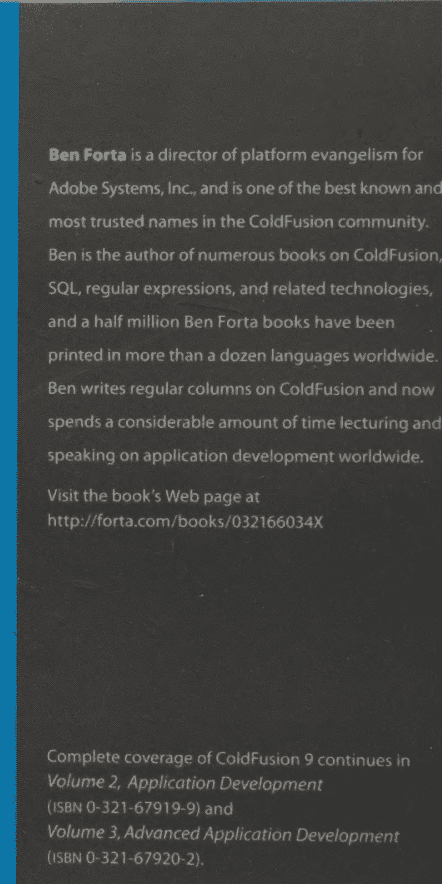 Ben Forta is a director of platform evangelism for
Adobe Systems, Inc., and is one of the best known and
most trusted names in the ColdFusion community.
Ben is the author of numerous books on ColdFusion,
SQL, regular expressions, and related technologies,
and a half million Ben Forta books have been
printed in more than a dozen languages worldwide.
Ben writes regular columns on ColdFusion and now
spends a considerable amount of time lecturing and
speaking on application development worldwide.
Visit the book's Web page at
http://forta.com/books/032166034X
Complete coverage of ColdFusion 9 continues in
Volume 2, Application Development
(ISBN 0-321-67919-9) and
Volume 3, Advanced Application Development
(ISBN 0-321-67920-2).